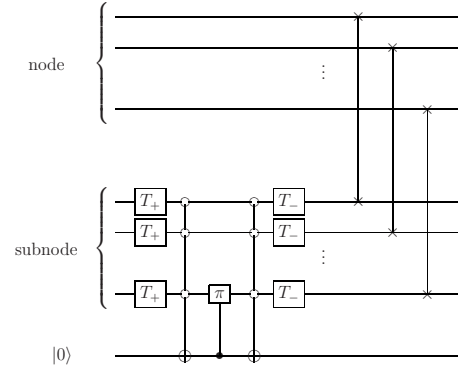 node
⋮
T₊ T₋
subnode
T₊ T₋
⋮
T₊ π T₋
|0⟩